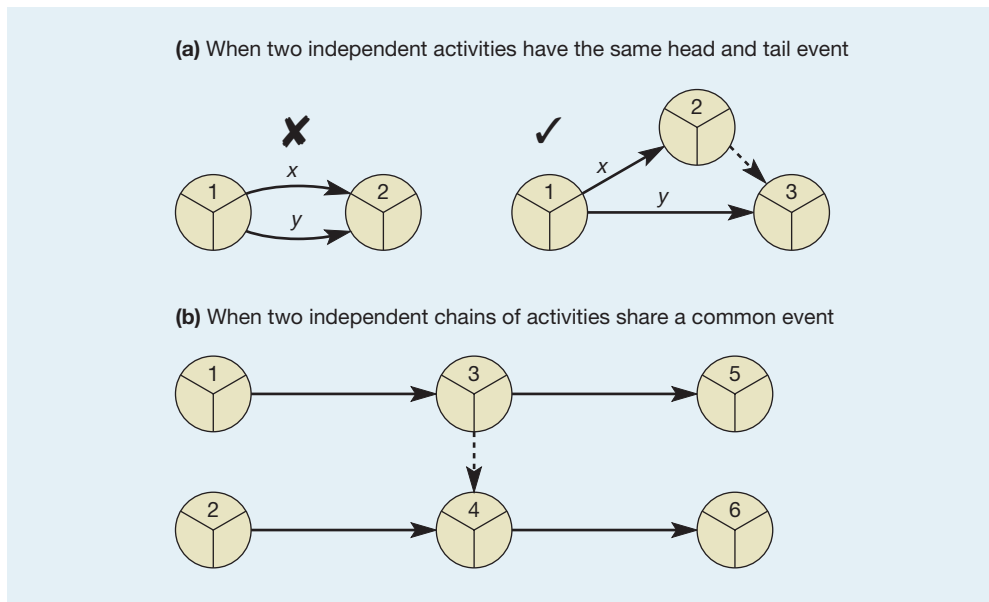 (a) When two independent activities have the same head and tail event
✘
✓
2
x
x
1
2
1
y
3
y
(b) When two independent chains of activities share a common event
1
3
5
2
4
6